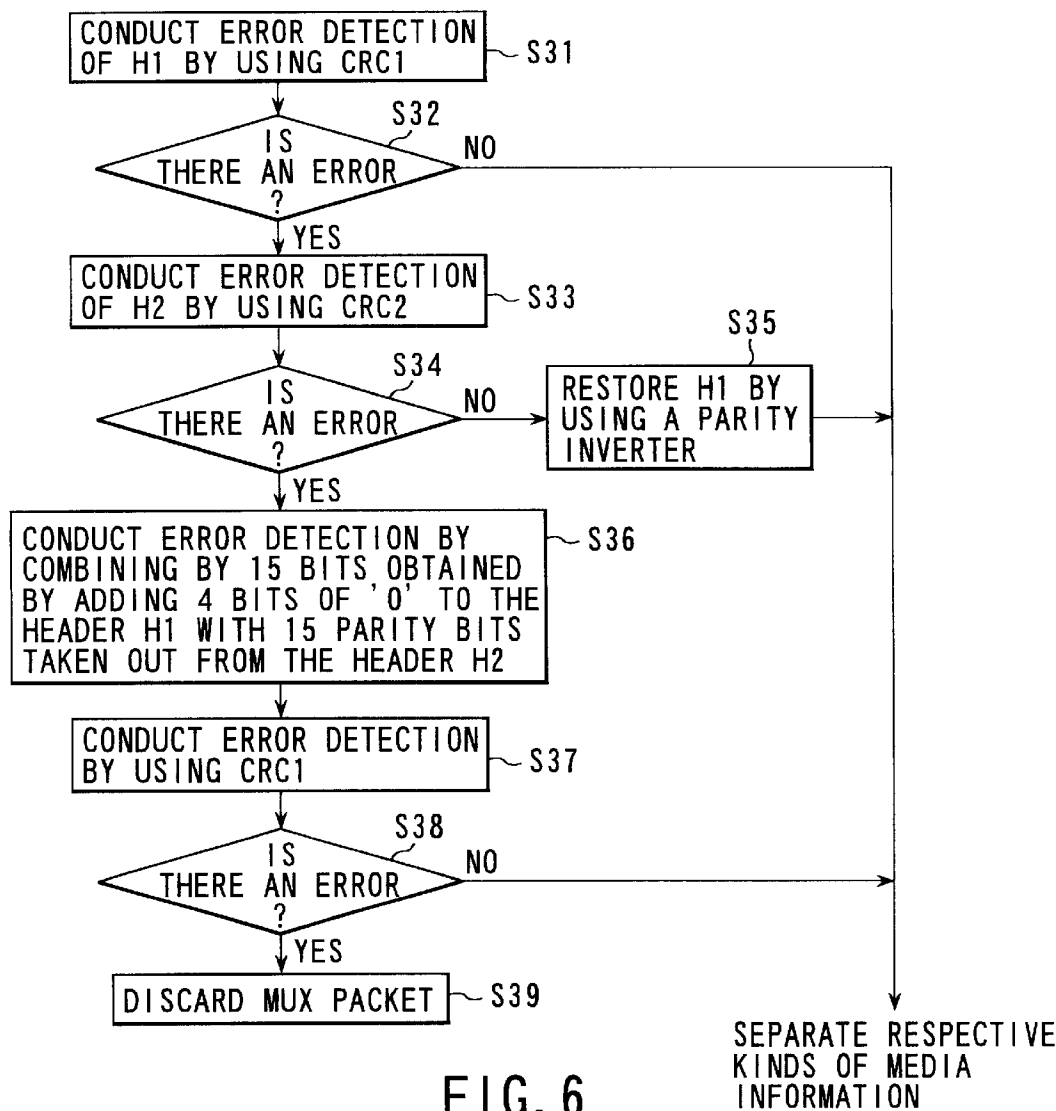 CONDUCT ERROR DETECTION
OF H1 BY USING CRC1
S31
S32
IS
THERE AN ERROR
?
NO
YES
CONDUCT ERROR DETECTION
OF H2 BY USING CRC2
S33
S34
IS
THERE AN ERROR
?
NO
YES
S35
RESTORE H1 BY
USING A PARITY
INVERTER
CONDUCT ERROR DETECTION BY
COMBINING BY 15 BITS OBTAINED
BY ADDING 4 BITS OF '0' TO THE
HEADER H1 WITH 15 PARITY BITS
TAKEN OUT FROM THE HEADER H2
S36
CONDUCT ERROR DETECTION
BY USING CRC1
S37
S38
IS
THERE AN ERROR
?
NO
YES
DISCARD MUX PACKET
S39
SEPARATE RESPECTIVE
KINDS OF MEDIA
INFORMATION
FIG. 6